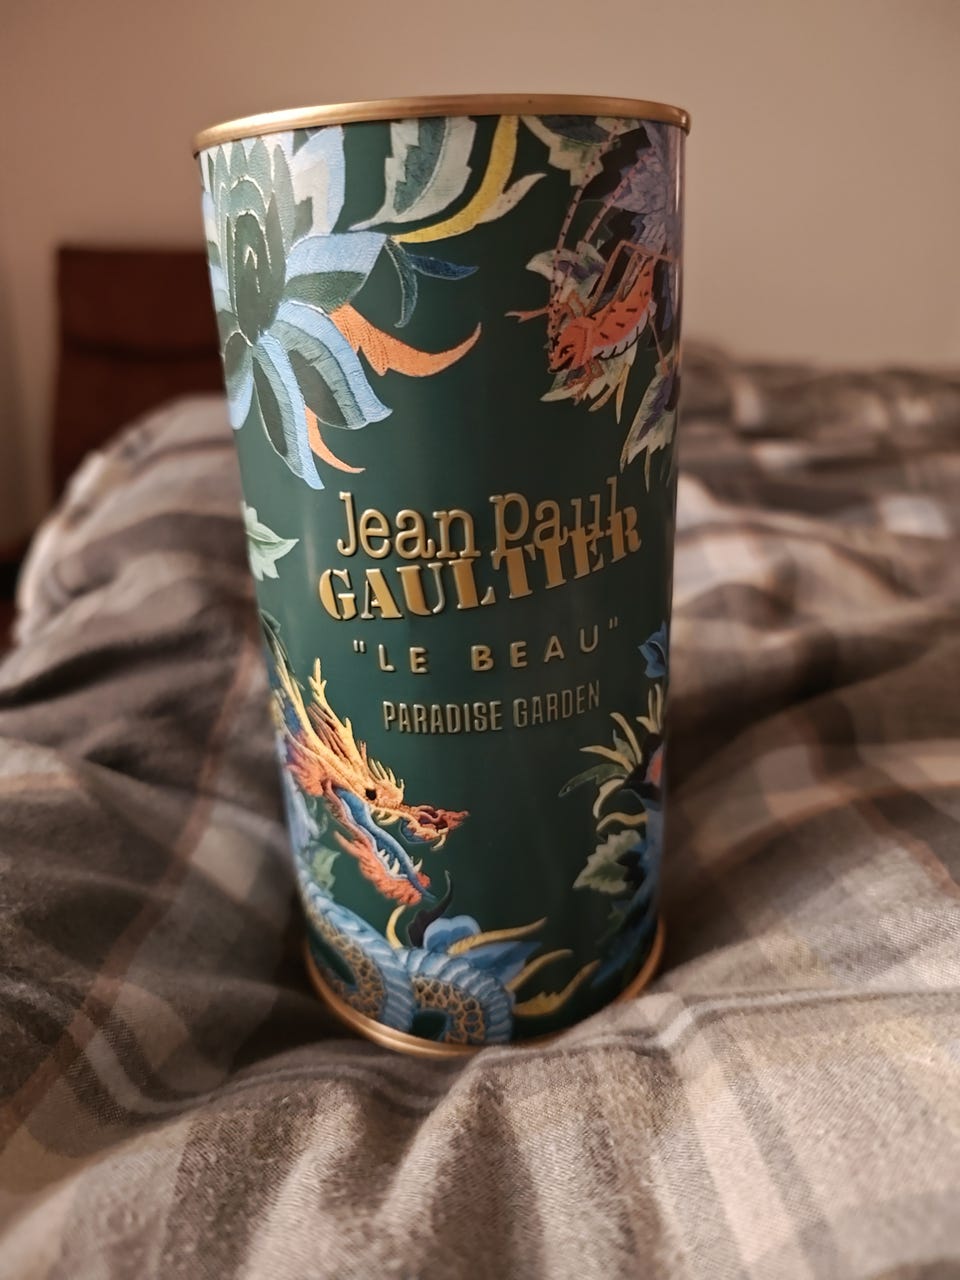 Jean Paul
GAULTIER
"LE BEAU"
PARADISE GARDEN